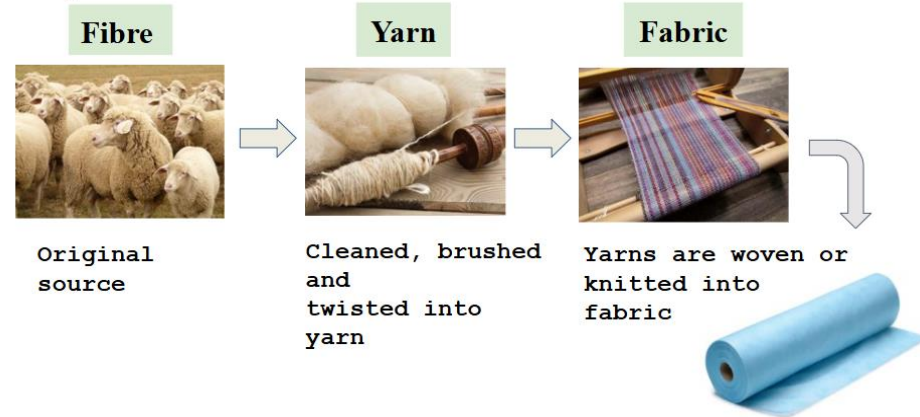 Fibre
Yarn
Fabric
Original
source
Cleaned, brushed
and
twisted into
yarn
Yarns are woven or
knitted into
fabric